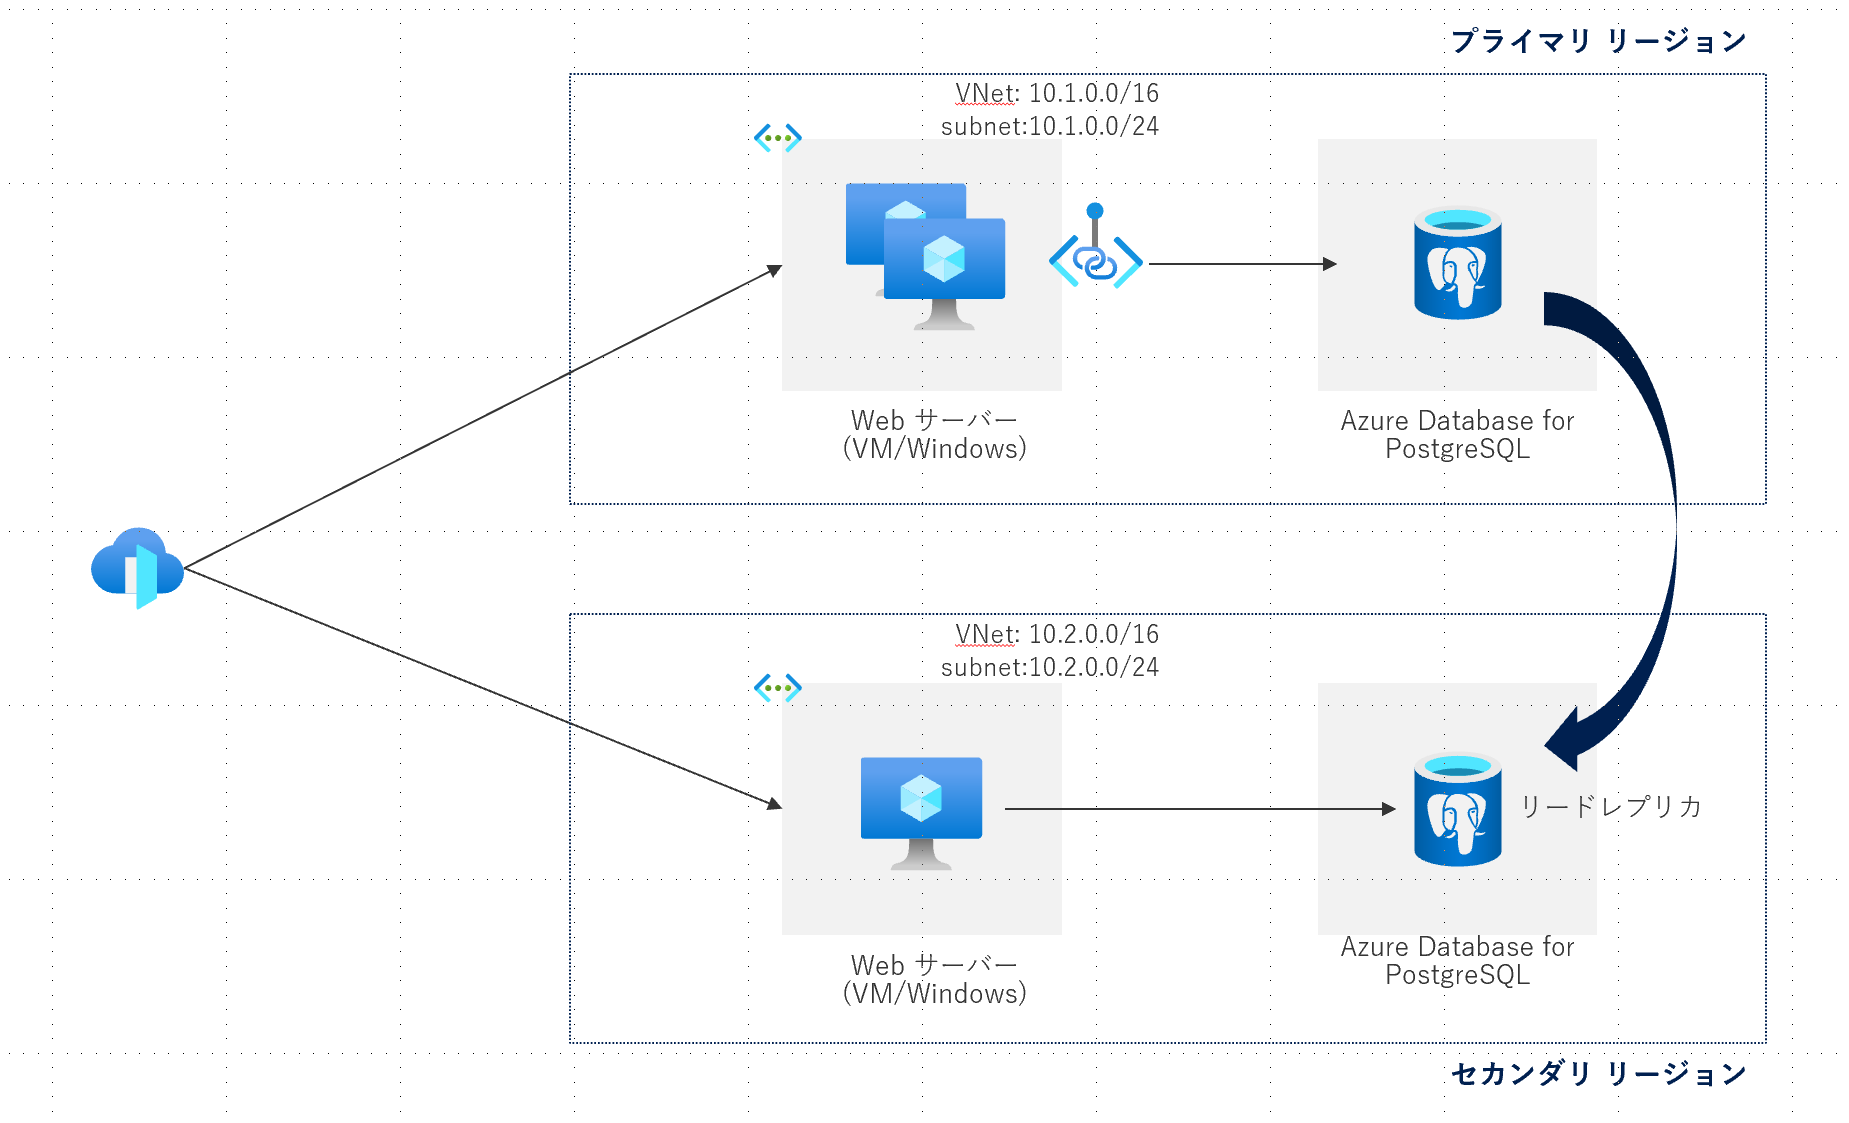 プライマリ リージョン
VNet: 10.1.0.0/16
subnet:10.1.0.0/24
Web サーバー
(VM/Windows)
Azure Database for
PostgreSQL
VNet: 10.2.0.0/16
subnet:10.2.0.0/24
リードレプリカ
Web サーバー
(VM/Windows)
Azure Database for
PostgreSQL
セカンダリ リージョン